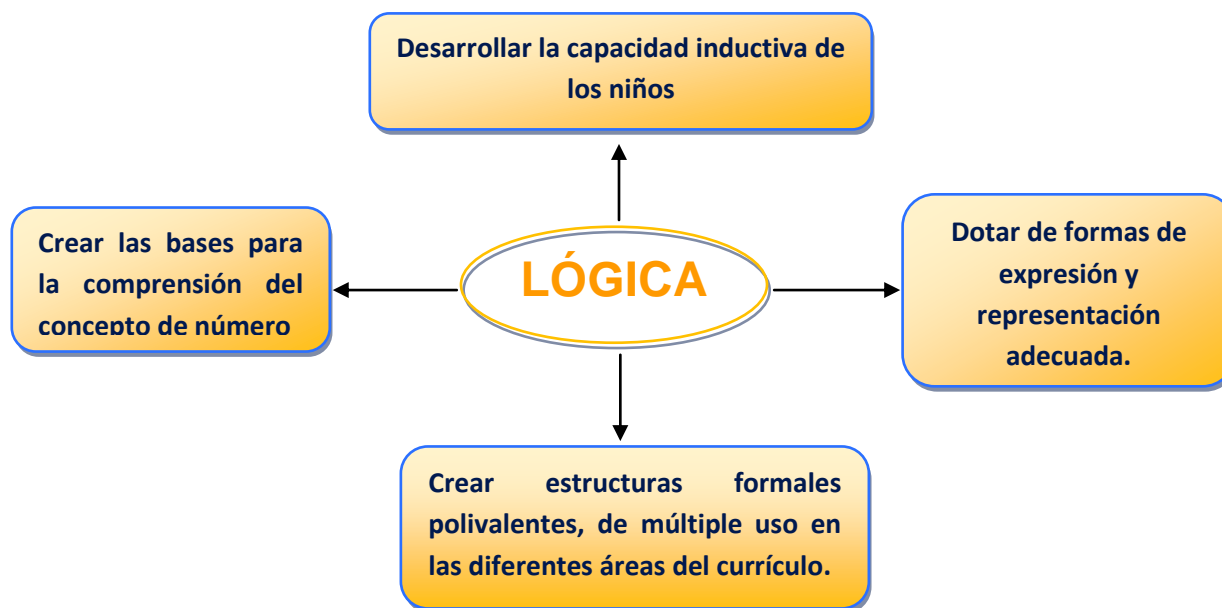 Desarrollar la capacidad inductiva de
los niños
Crear las bases para
la comprensión del
concepto de número
LÓGICA
Dotar de formas de
expresión y
representación
adecuada.
Crear estructuras formales
polivalentes, de múltiple uso en
las diferentes áreas del currículo.